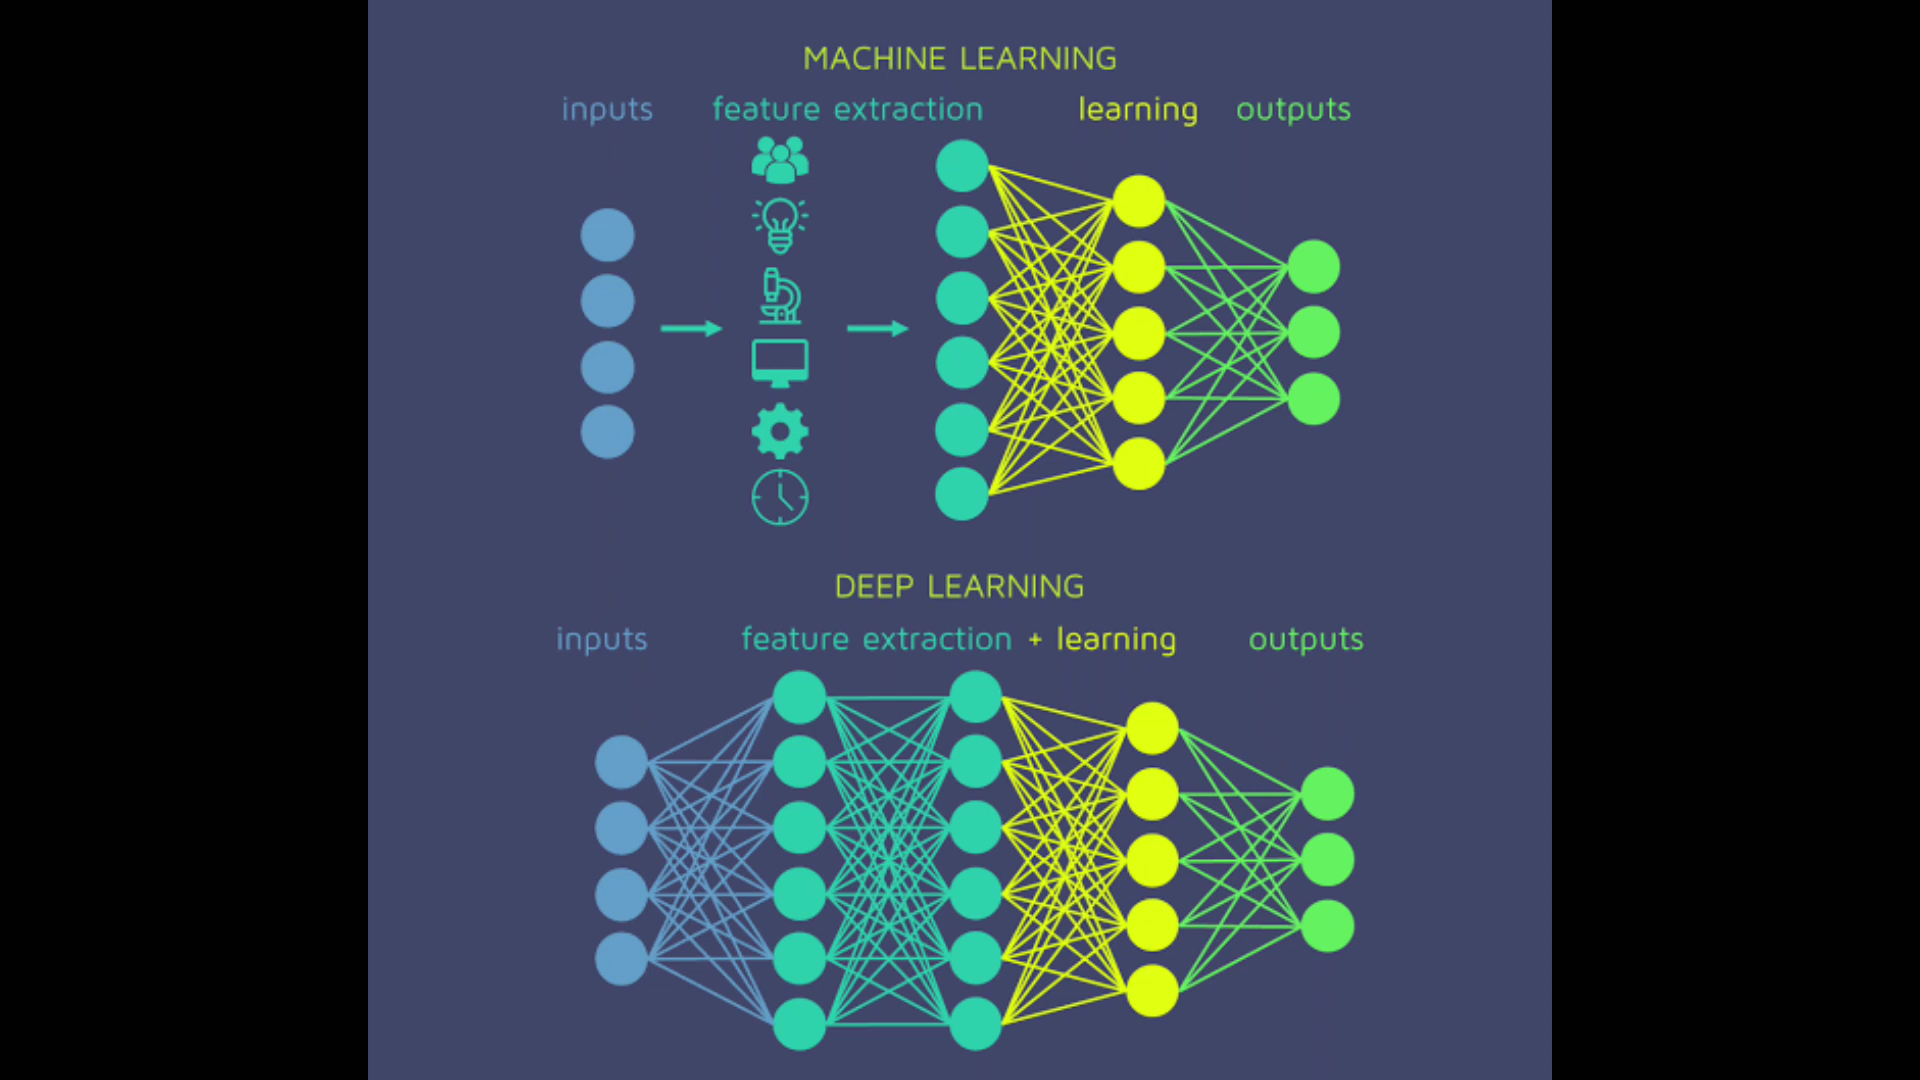 MACHINE LEARNING
inputs feature extraction learning outputs
DEEP LEARNING
inputs feature extraction + learning outputs